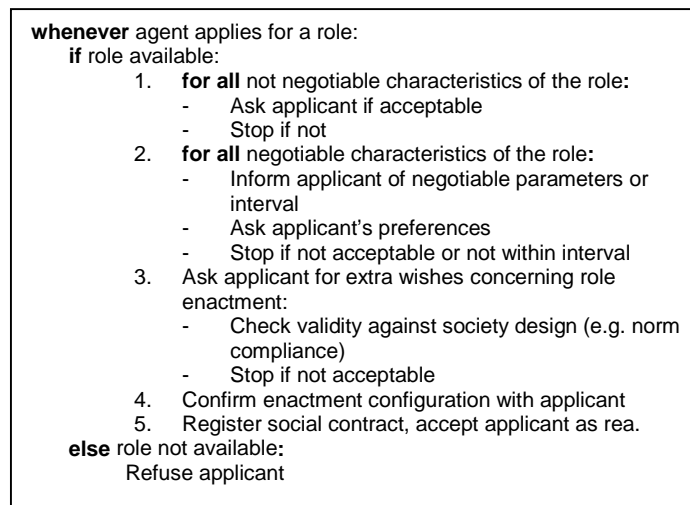 whenever agent applies for a role:
if role available:
1. for all not negotiable characteristics of the role:
- Ask applicant if acceptable
- Stop if not
2. for all negotiable characteristics of the role:
- Inform applicant of negotiable parameters or
interval
- Ask applicant's preferences
- Stop if not acceptable or not within interval
3. Ask applicant for extra wishes concerning role
enactment:
- Check validity against society design (e.g. norm
compliance)
- Stop if not acceptable
4. Confirm enactment configuration with applicant
5. Register social contract, accept applicant as rea.
else role not available:
Refuse applicant